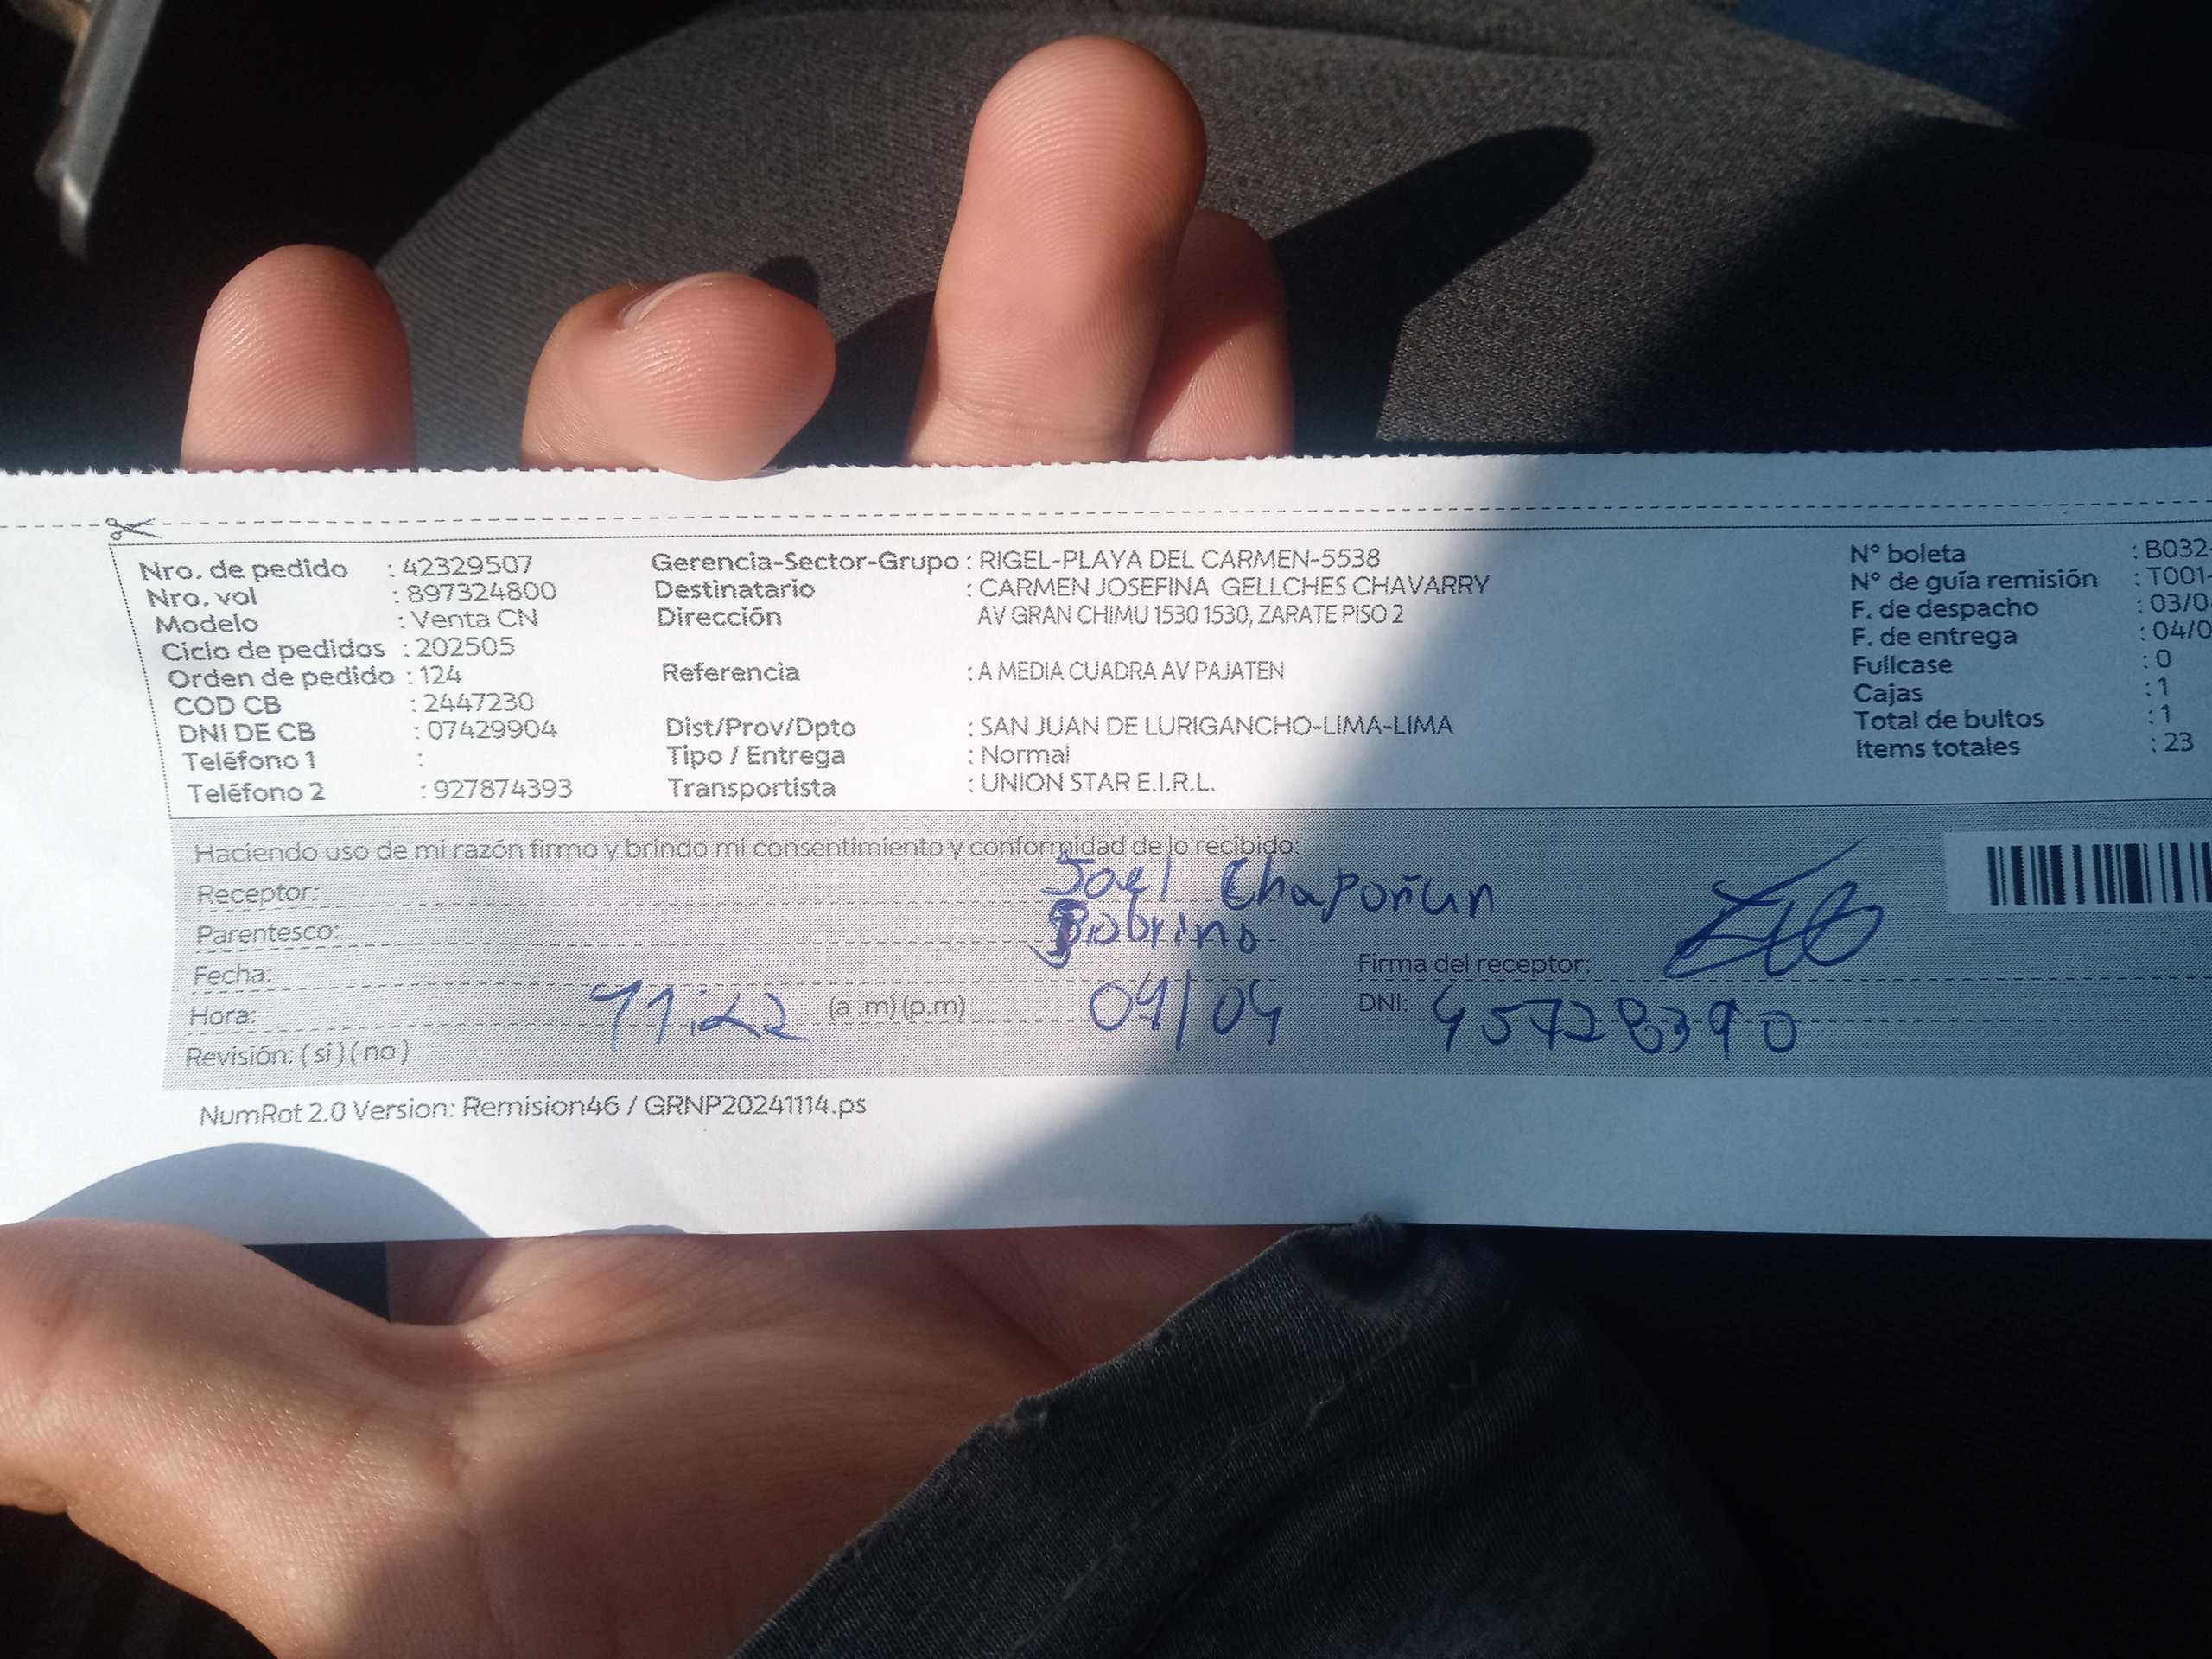 Nro. de pedido : 42329507
Nro. vol : 897324800
Modelo : Venta CN
Ciclo de pedidos : 202505
Orden de pedido : 124
COD CB : 2447230
DNI DE CB : 07429904
Teléfono 1 :
Teléfono 2 : 927874393
Gerencia-Sector-Grupo : RIGEL-PLAYA DEL CARMEN-5538
Destinatario : CARMEN JOSEFINA GELLCHES CHAVARRY
Dirección AV GRAN CHIMU 1530 1530, ZARATE PISO 2
Referencia : A MEDIA CUADRA AV PAJATEN
Dist/Prov/Dpto : SAN JUAN DE LURIGANCHO-LIMA-LIMA
Tipo / Entrega : Normal
Transportista : UNION STAR E.I.R.L.
N° boleta : B032-
N° de guía remisión : T001-
F. de despacho : 03/0
F. de entrega : 04/0
Fullcase : 0
Cajas : 1
Total de bultos : 1
Items totales : 23
Haciendo uso de mi razón firmo y brindo mi consentimiento y conformidad de lo recibido:
Receptor: Joel Chapoñan
Parentesco: Sobrino
Fecha: 04/04
Firma del receptor:
Hora: 11:22 (a .m) (p.m)
DNI: 45728390
Revisión: ( si ) ( no )
NumRot 2.0 Version: Remision46 / GRNP20241114.ps